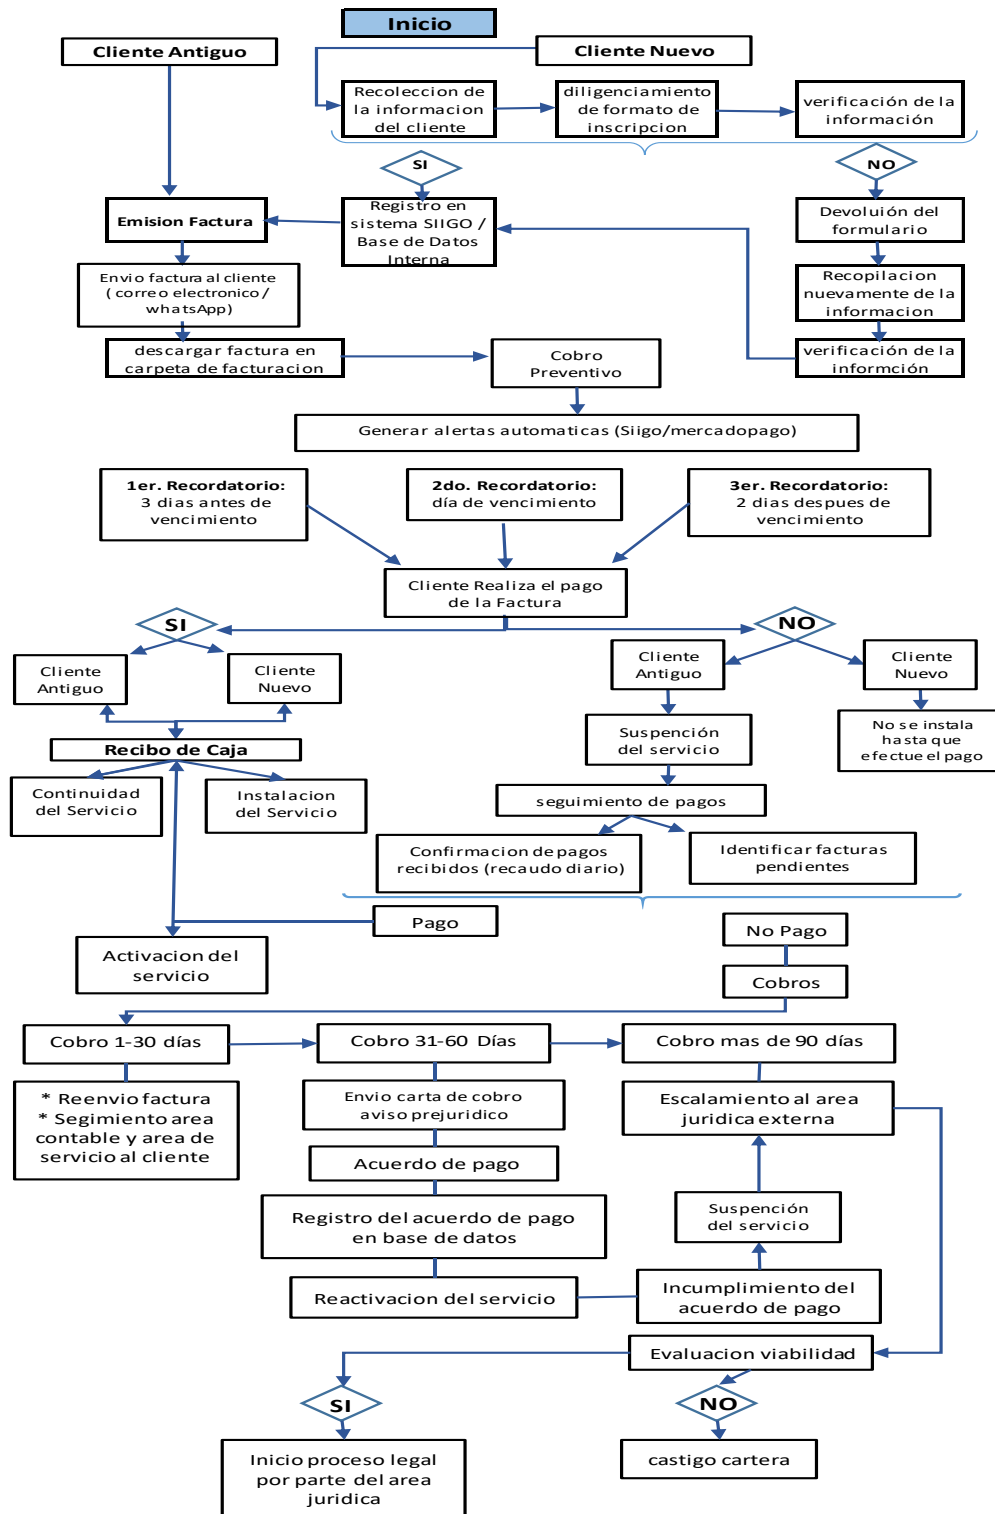 Inicio
Cliente Antiguo
Cliente Nuevo
Recoleccion de
la informacion
del cliente
diligenciamiento
de formato de
inscripcion
verificación de la
información
SI
NO
Emision Factura
Registro en
sistema SIIGO /
Base de Datos
Interna
Devoluión del
formulario
Envio factura al cliente
( correo electronico /
whatsApp)
Recopilacion
nuevamente de la
informacion
descargar factura en
carpeta de facturacion
Cobro
Preventivo
verificación de la
informción
Generar alertas automaticas (Siigo/mercadopago)
1er. Recordatorio:
3 dias antes de
vencimiento
2do. Recordatorio:
día de vencimiento
3er. Recordatorio:
2 dias despues de
vencimiento
Cliente Realiza el pago
de la Factura
SI
NO
Cliente
Antiguo
Cliente
Nuevo
Cliente
Antiguo
Cliente
Nuevo
Recibo de Caja
Suspención
del servicio
No se instala
hasta que
efectue el pago
Continuidad
del Servicio
Instalacion
del Servicio
seguimiento de pagos
Confirmacion de pagos
recibidos (recaudo diario)
Identificar facturas
pendientes
Pago
No Pago
Activacion del
servicio
Cobros
Cobro 1-30 días
Cobro 31-60 Días
Cobro mas de 90 días
* Reenvio factura
* Segimiento area
contable y area de
servicio al cliente
Envio carta de cobro
aviso prejuridico
Escalamiento al area
juridica externa
Acuerdo de pago
Registro del acuerdo de pago
en base de datos
Suspención
del servicio
Reactivacion del servicio
Incumplimiento del
acuerdo de pago
Evaluacion viabilidad
SI
NO
Inicio proceso legal
por parte del area
juridica
castigo cartera